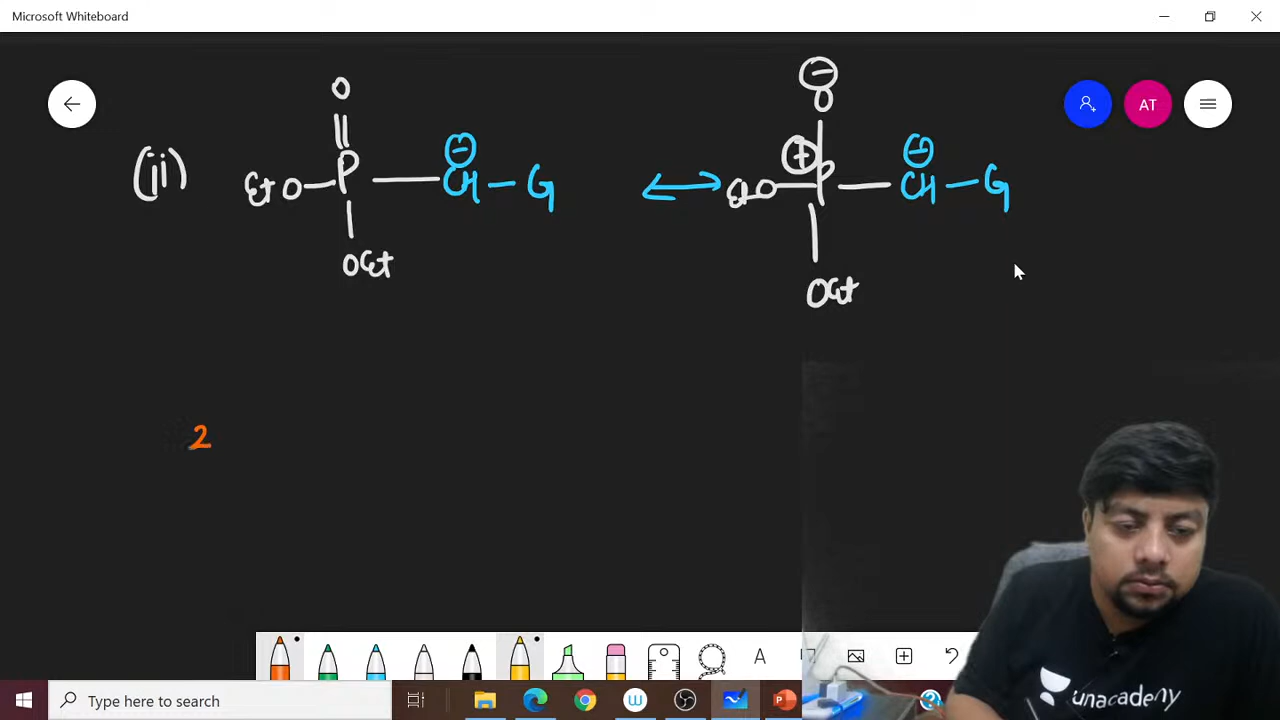 Microsoft Whiteboard
AT
O
⊖
O
(ii) EtO—P—CH—G ⟷ EtO—P—CH—G
⊖
⊕
⊖
OEt
OEt
2
A
Type here to search
W
unacademy